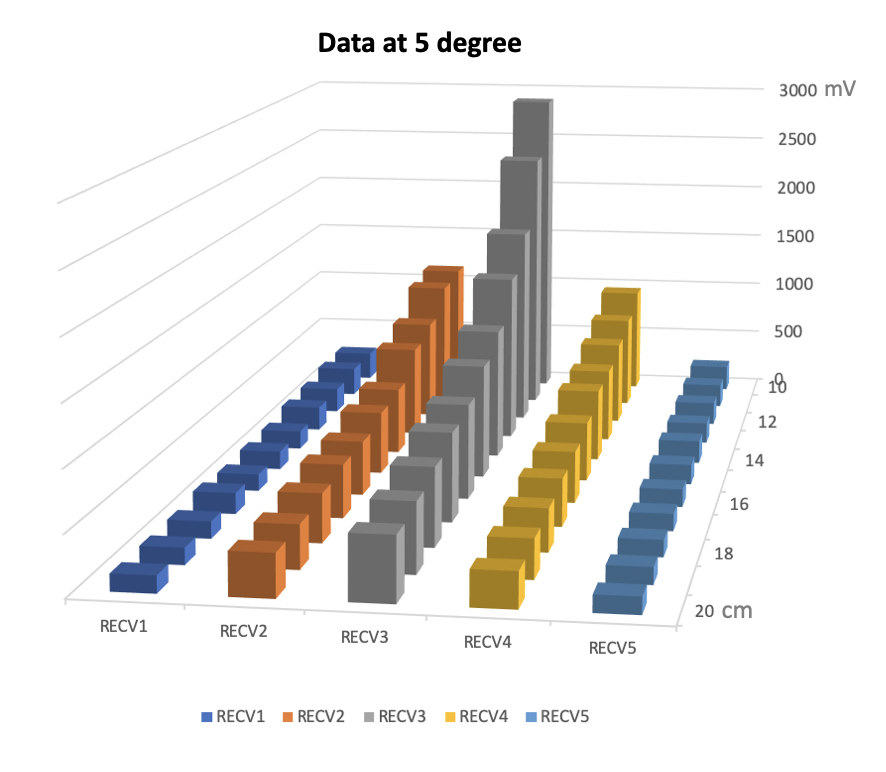 Data at 5 degree
3000 mV
2500
2000
1500
1000
500
0
10
12
14
16
18
20 cm
RECV1
RECV2
RECV3
RECV4
RECV5
RECV1 RECV2 RECV3 RECV4 RECV5